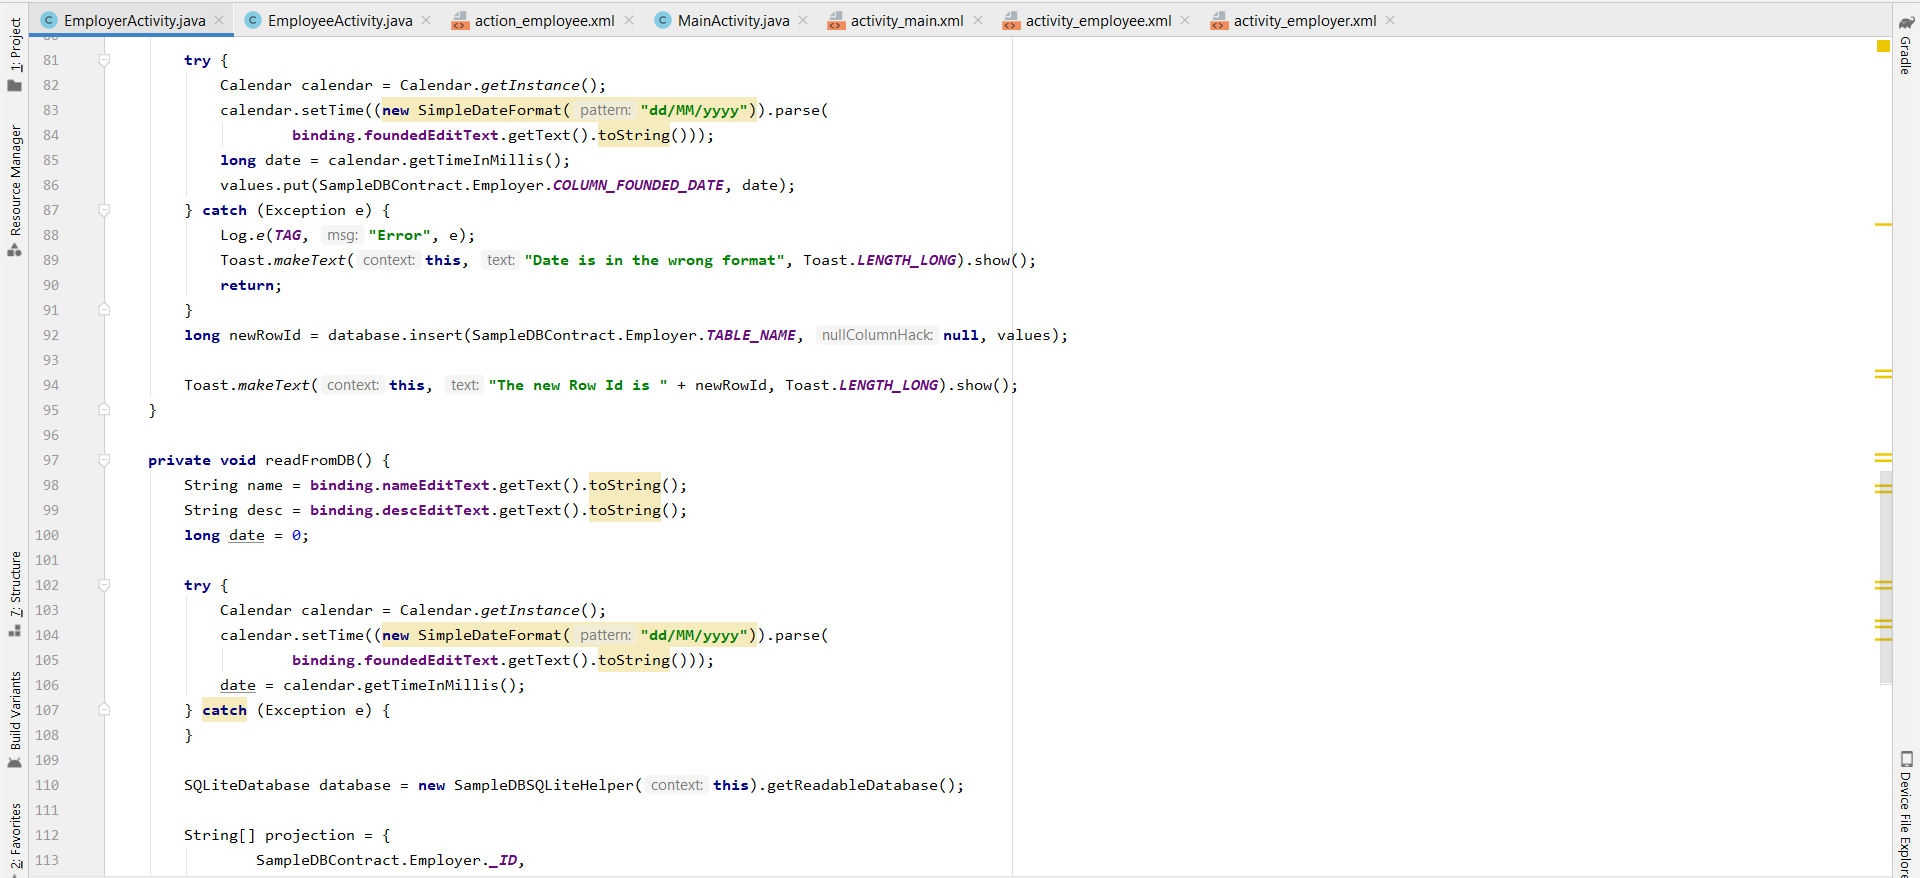 EmployerActivity.java EmployeeActivity.java action_employee.xml MainActivity.java activity_main.xml activity_employee.xml activity_employer.xml
1: Project
Resource Manager
7: Structure
Build Variants
2: Favorites
81 try {
82 Calendar calendar = Calendar.getInstance();
83 calendar.setTime((new SimpleDateFormat( pattern: "dd/MM/yyyy")).parse(
84 binding.foundedEditText.getText().toString()));
85 long date = calendar.getTimeInMillis();
86 values.put(SampleDBContract.Employer.COLUMN_FOUNDED_DATE, date);
87 } catch (Exception e) {
88 Log.e(TAG, msg: "Error", e);
89 Toast.makeText( context: this, text: "Date is in the wrong format", Toast.LENGTH_LONG).show();
90 return;
91 }
92 long newRowId = database.insert(SampleDBContract.Employer.TABLE_NAME, nullColumnHack: null, values);
93
94 Toast.makeText( context: this, text: "The new Row Id is " + newRowId, Toast.LENGTH_LONG).show();
95 }
96
97 private void readFromDB() {
98 String name = binding.nameEditText.getText().toString();
99 String desc = binding.descEditText.getText().toString();
100 long date = 0;
101
102 try {
103 Calendar calendar = Calendar.getInstance();
104 calendar.setTime((new SimpleDateFormat( pattern: "dd/MM/yyyy")).parse(
105 binding.foundedEditText.getText().toString()));
106 date = calendar.getTimeInMillis();
107 } catch (Exception e) {
108 }
109
110 SQLiteDatabase database = new SampleDBSQLiteHelper( context: this).getReadableDatabase();
111
112 String[] projection = {
113 SampleDBContract.Employer._ID,
Gradle
Device File Explore